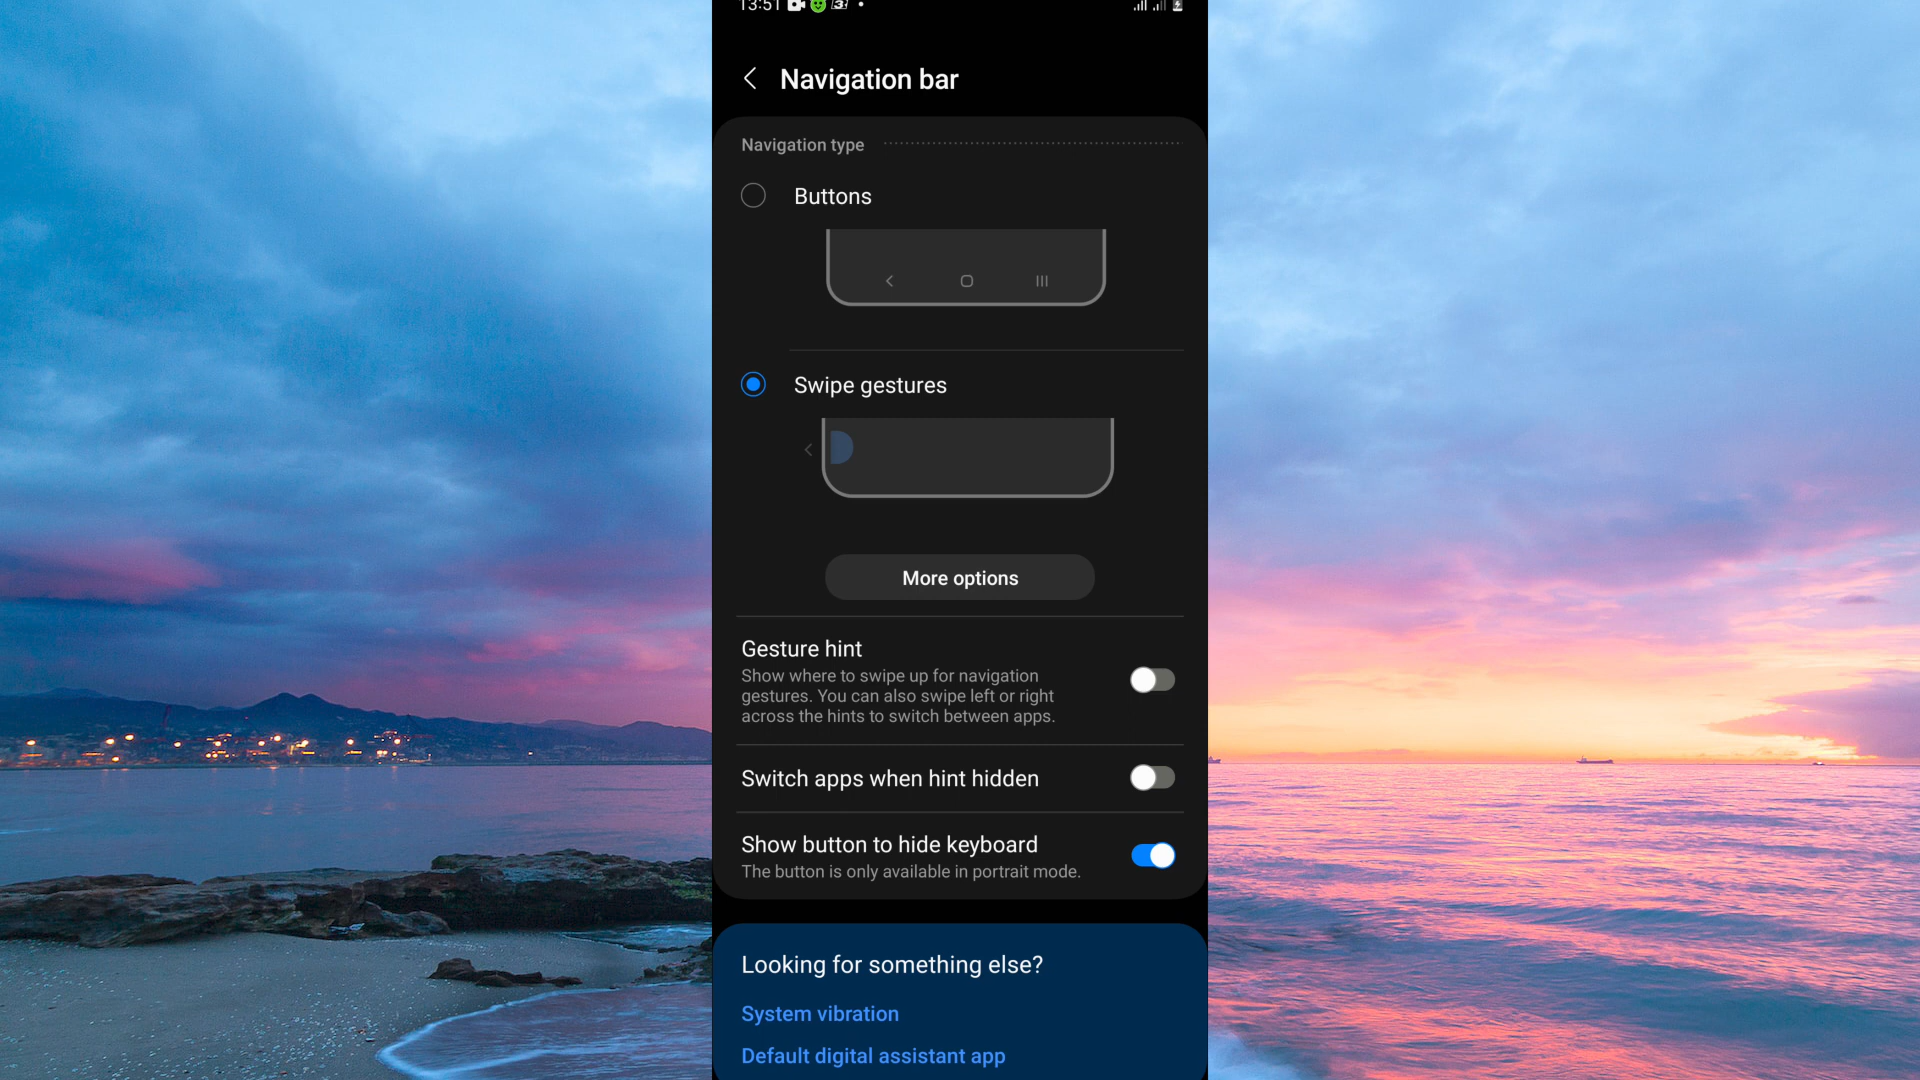 13:51
Navigation bar
Navigation type
Buttons
Swipe gestures
More options
Gesture hint
Show where to swipe up for navigation
gestures. You can also swipe left or right
across the hints to switch between apps.
Switch apps when hint hidden
Show button to hide keyboard
The button is only available in portrait mode.
Looking for something else?
System vibration
Default digital assistant app